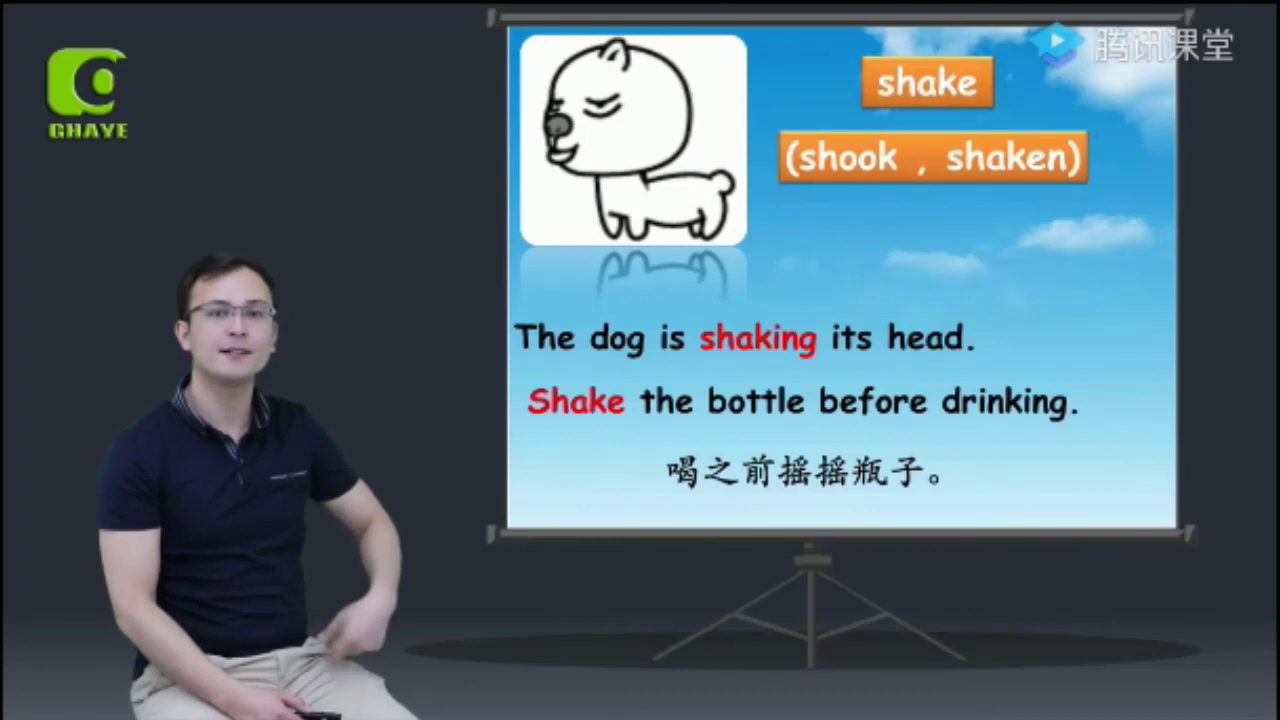 GHAYE
腾讯课堂
shake
(shook , shaken)
The dog is shaking its head.
Shake the bottle before drinking.
喝之前摇摇瓶子。